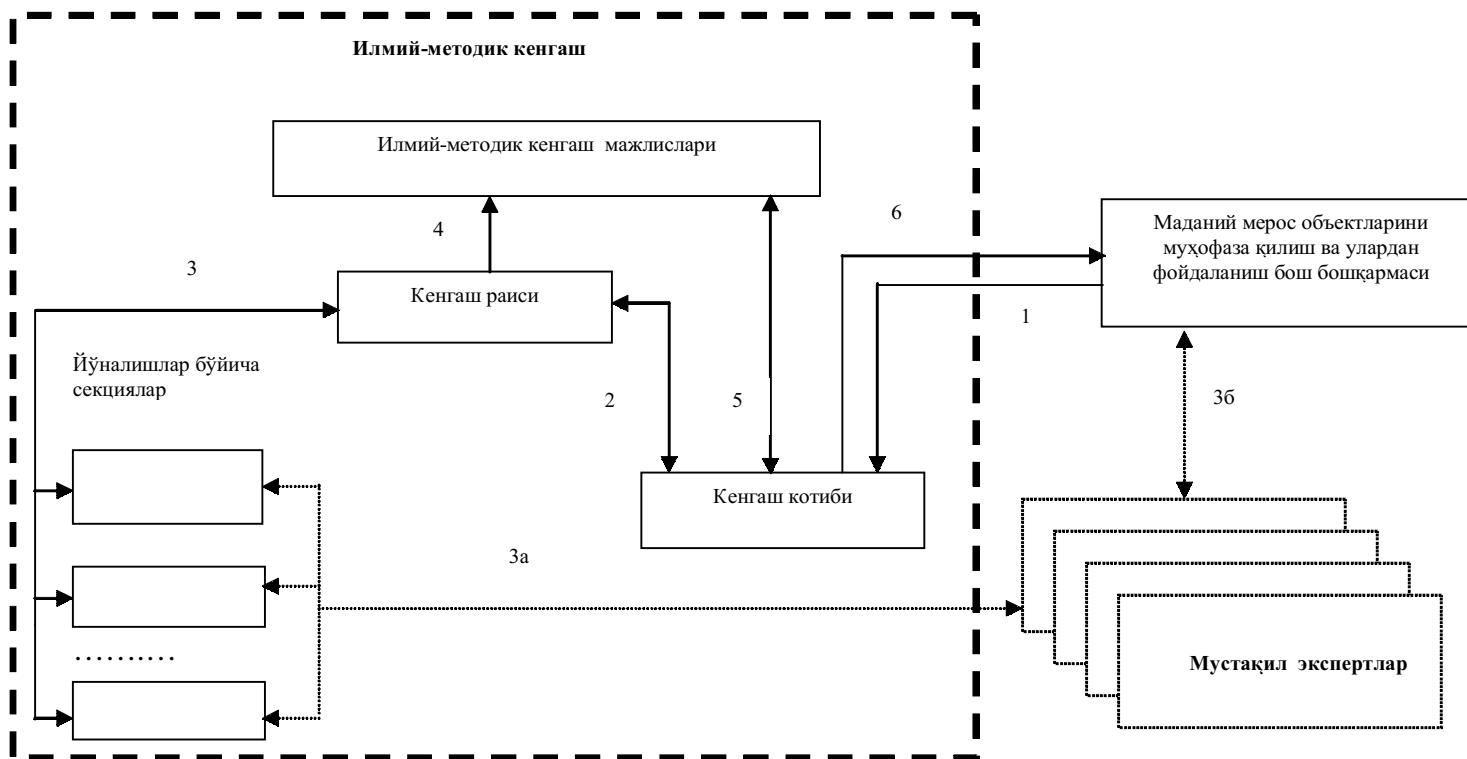 Илмий-методик кенгаш
Илмий-методик кенгаш мажлислари
6
Маданий мерос объектларини
муҳофаза қилиш ва улардан
фойдаланиш бош бошқармаси
4
3
Кенгаш раиси
1
Йўналишлар бўйича
секциялар
2
5
3б
Кенгаш котиби
3а
..........
Мустақил экспертлар